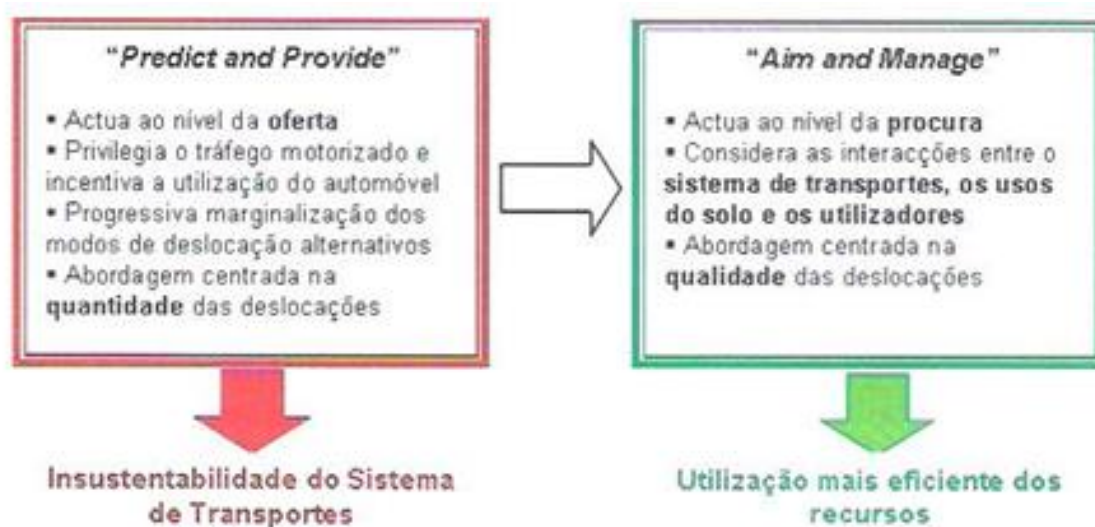 "Predict and Provide"
▪ Actua ao nível da oferta
▪ Privilegia o tráfego motorizado e
incentiva a utilização do automóvel
▪ Progressiva marginalização dos
modos de deslocação alternativos
▪ Abordagem centrada na
quantidade das deslocações
Insustentabilidade do Sistema
de Transportes
"Aim and Manage"
▪ Actua ao nível da procura
▪ Considera as interacções entre o
sistema de transportes, os usos
do solo e os utilizadores
▪ Abordagem centrada na
qualidade das deslocações
Utilização mais eficiente dos
recursos